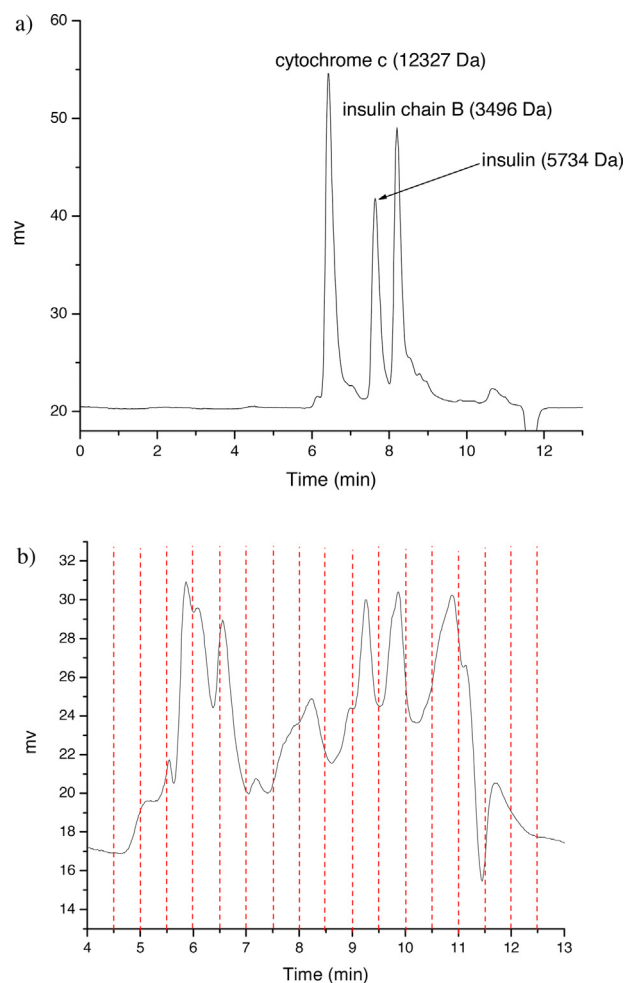 a)
60
cytochrome c (12327 Da)
50
insulin chain B (3496 Da)
insulin (5734 Da)
mv
40
30
20
0 2 4 6 8 10 12
Time (min)
b)
32
30
28
26
mv
24
22
20
18
16
14
13
4 5 6 7 8 9 10 11 12 13
Time (min)